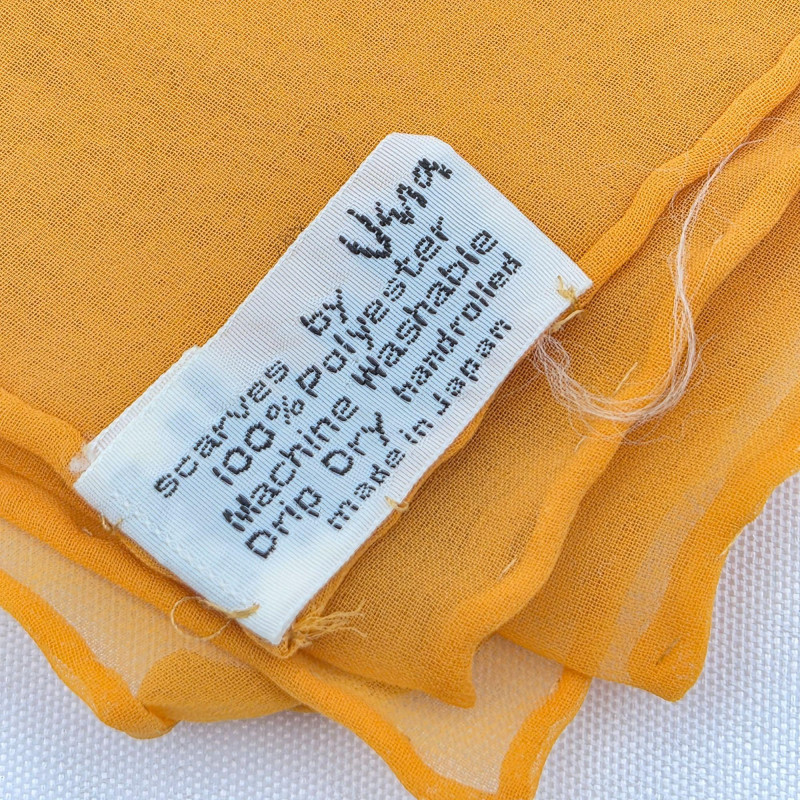 Scarves by Vera
100% Polyester
Machine Washable
Drip Dry handrolled
made in Japan